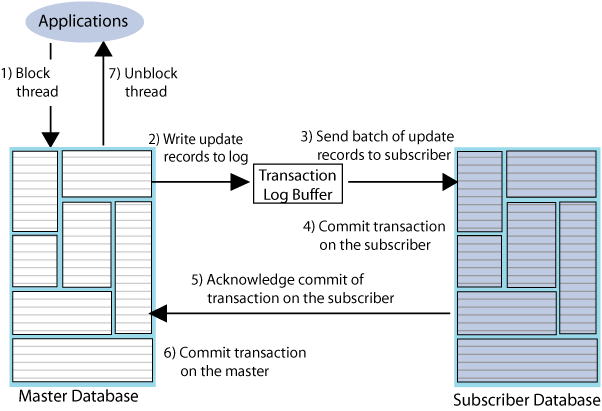 Applications
1) Block
thread
7) Unblock
thread
2) Write update
records to log
3) Send batch of update
records to subscriber
Transaction
Log Buffer
4) Commit transaction
on the subscriber
5) Acknowledge commit of
transaction on the subscriber
6) Commit transaction
on the master
Master Database
Subscriber Database